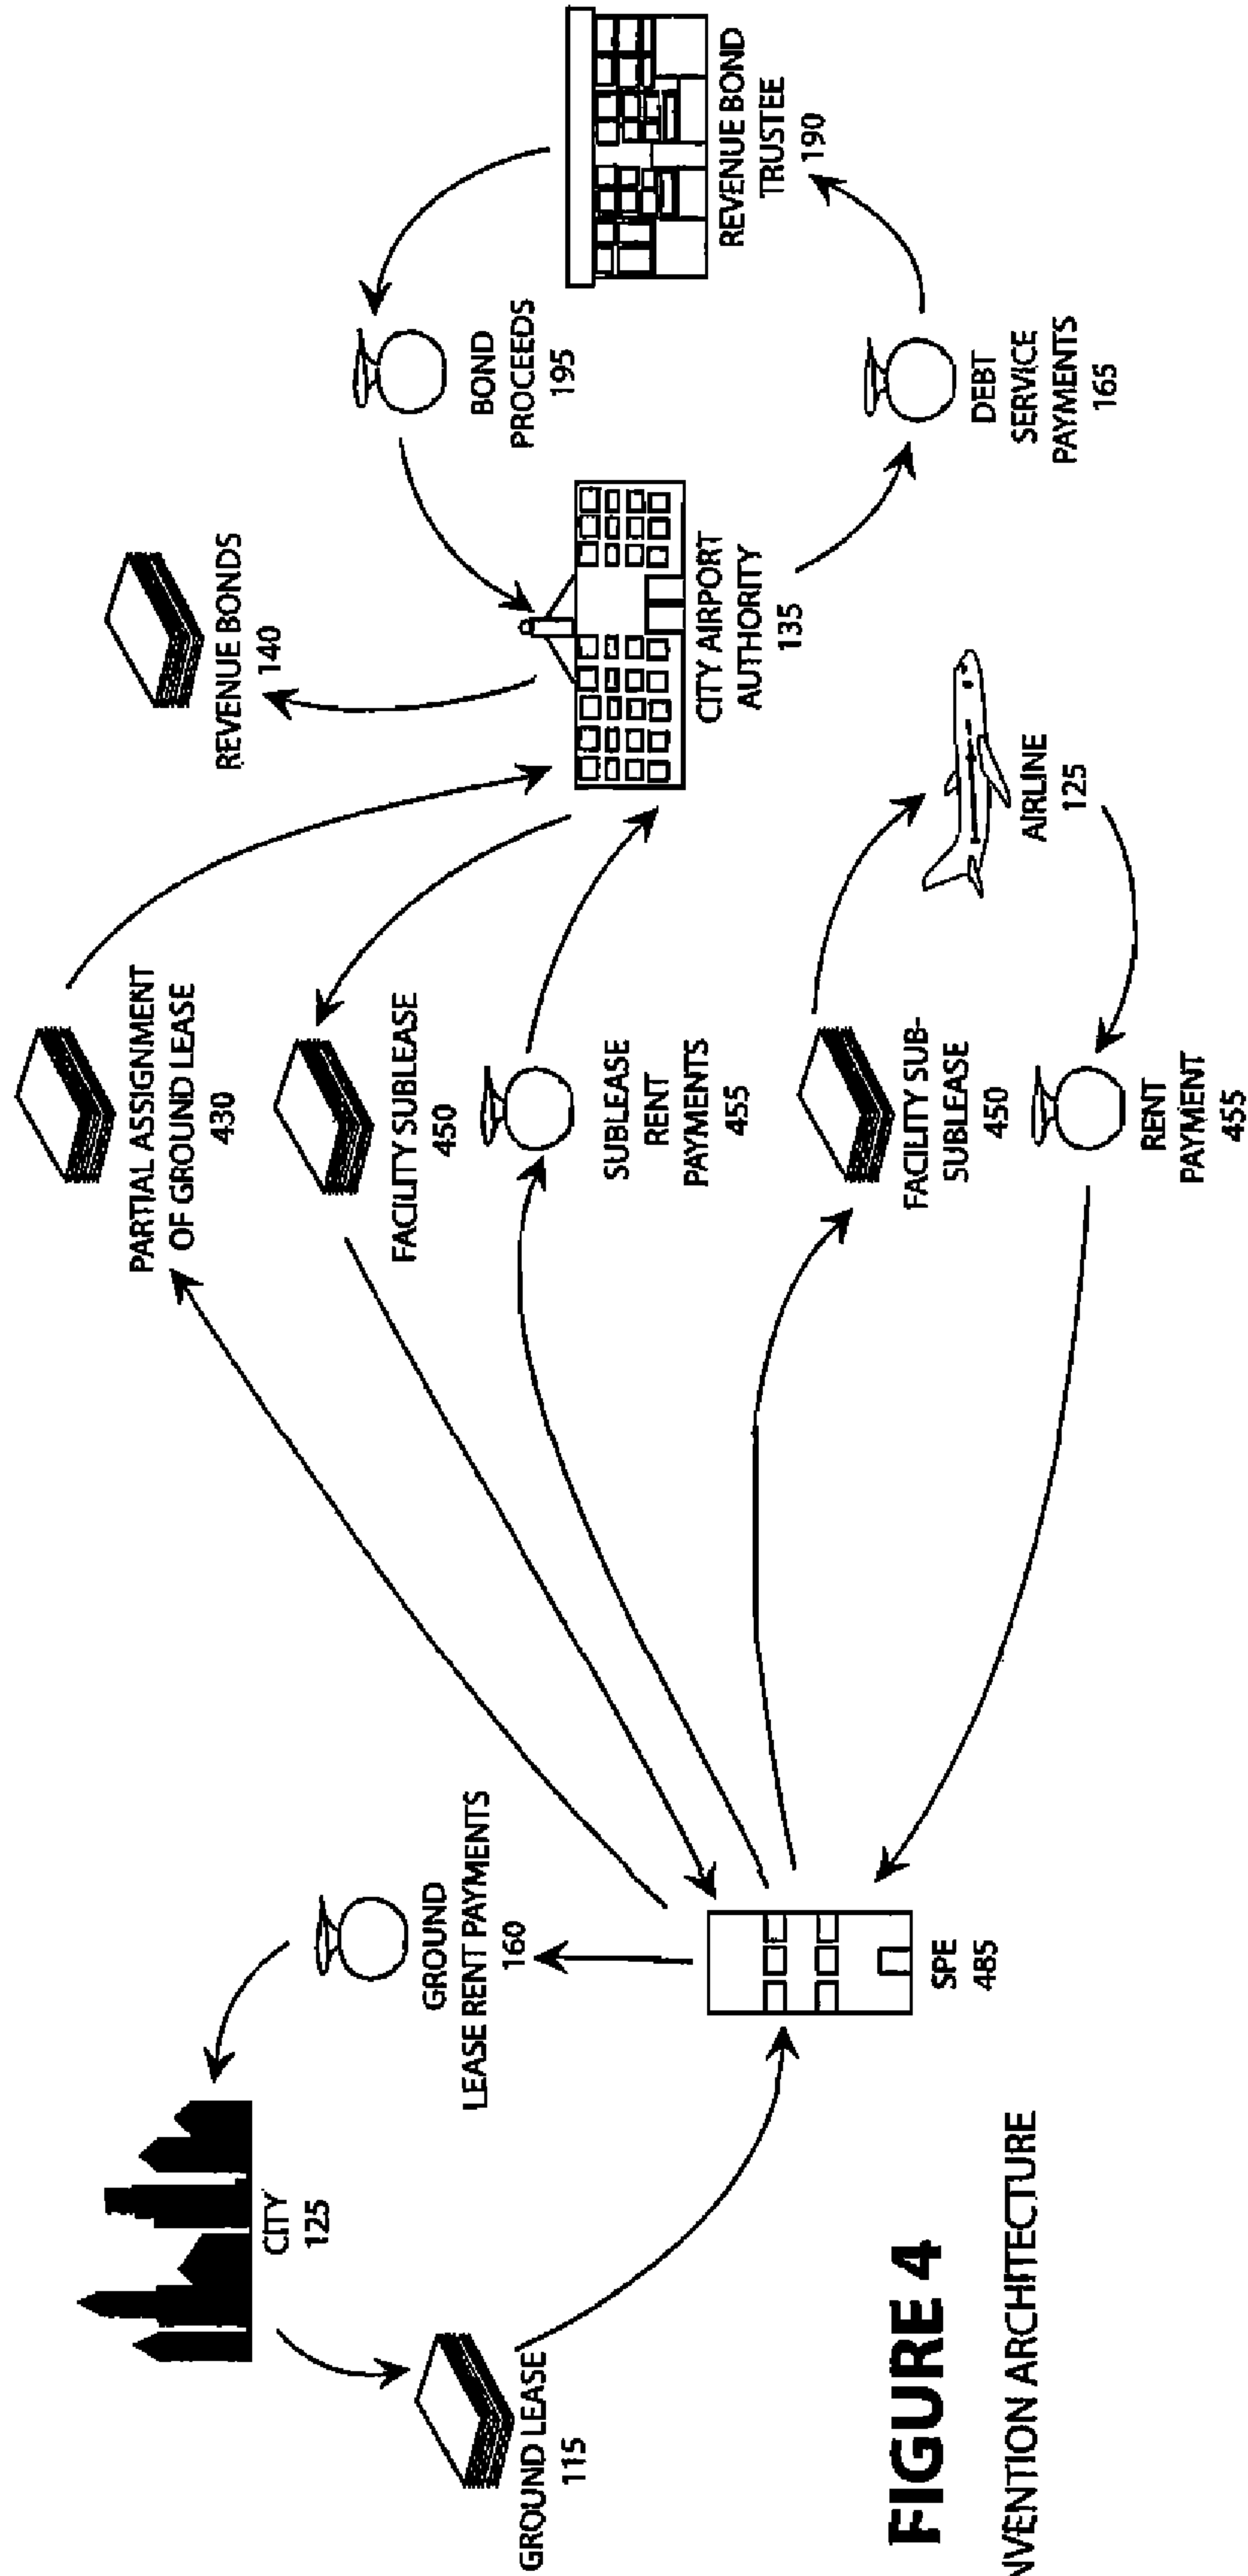 PARTIAL ASSIGNMENT
OF GROUND LEASE
430
REVENUE BONDS
140
CITY
125
FACILITY SUBLEASE
450
BOND
PROCEEDS
195
GROUND
LEASE RENT PAYMENTS
160
GROUND LEASE
115
SUBLEASE
RENT
PAYMENTS
455
CITY AIRPORT
AUTHORITY
135
REVENUE BOND
TRUSTEE
190
SPE
485
FACILITY SUB-
SUBLEASE
450
AIRLINE
125
DEBT
SERVICE
PAYMENTS
165
RENT
PAYMENT
455
FIGURE 4
NVENTION ARCHITECTURE